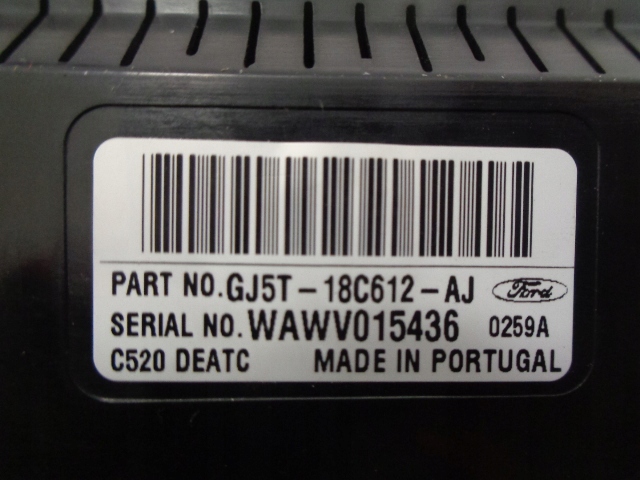 PART NO. GJ5T-18C612-AJ Ford
SERIAL NO. WAWV015436 0259A
C520 DEATC MADE IN PORTUGAL